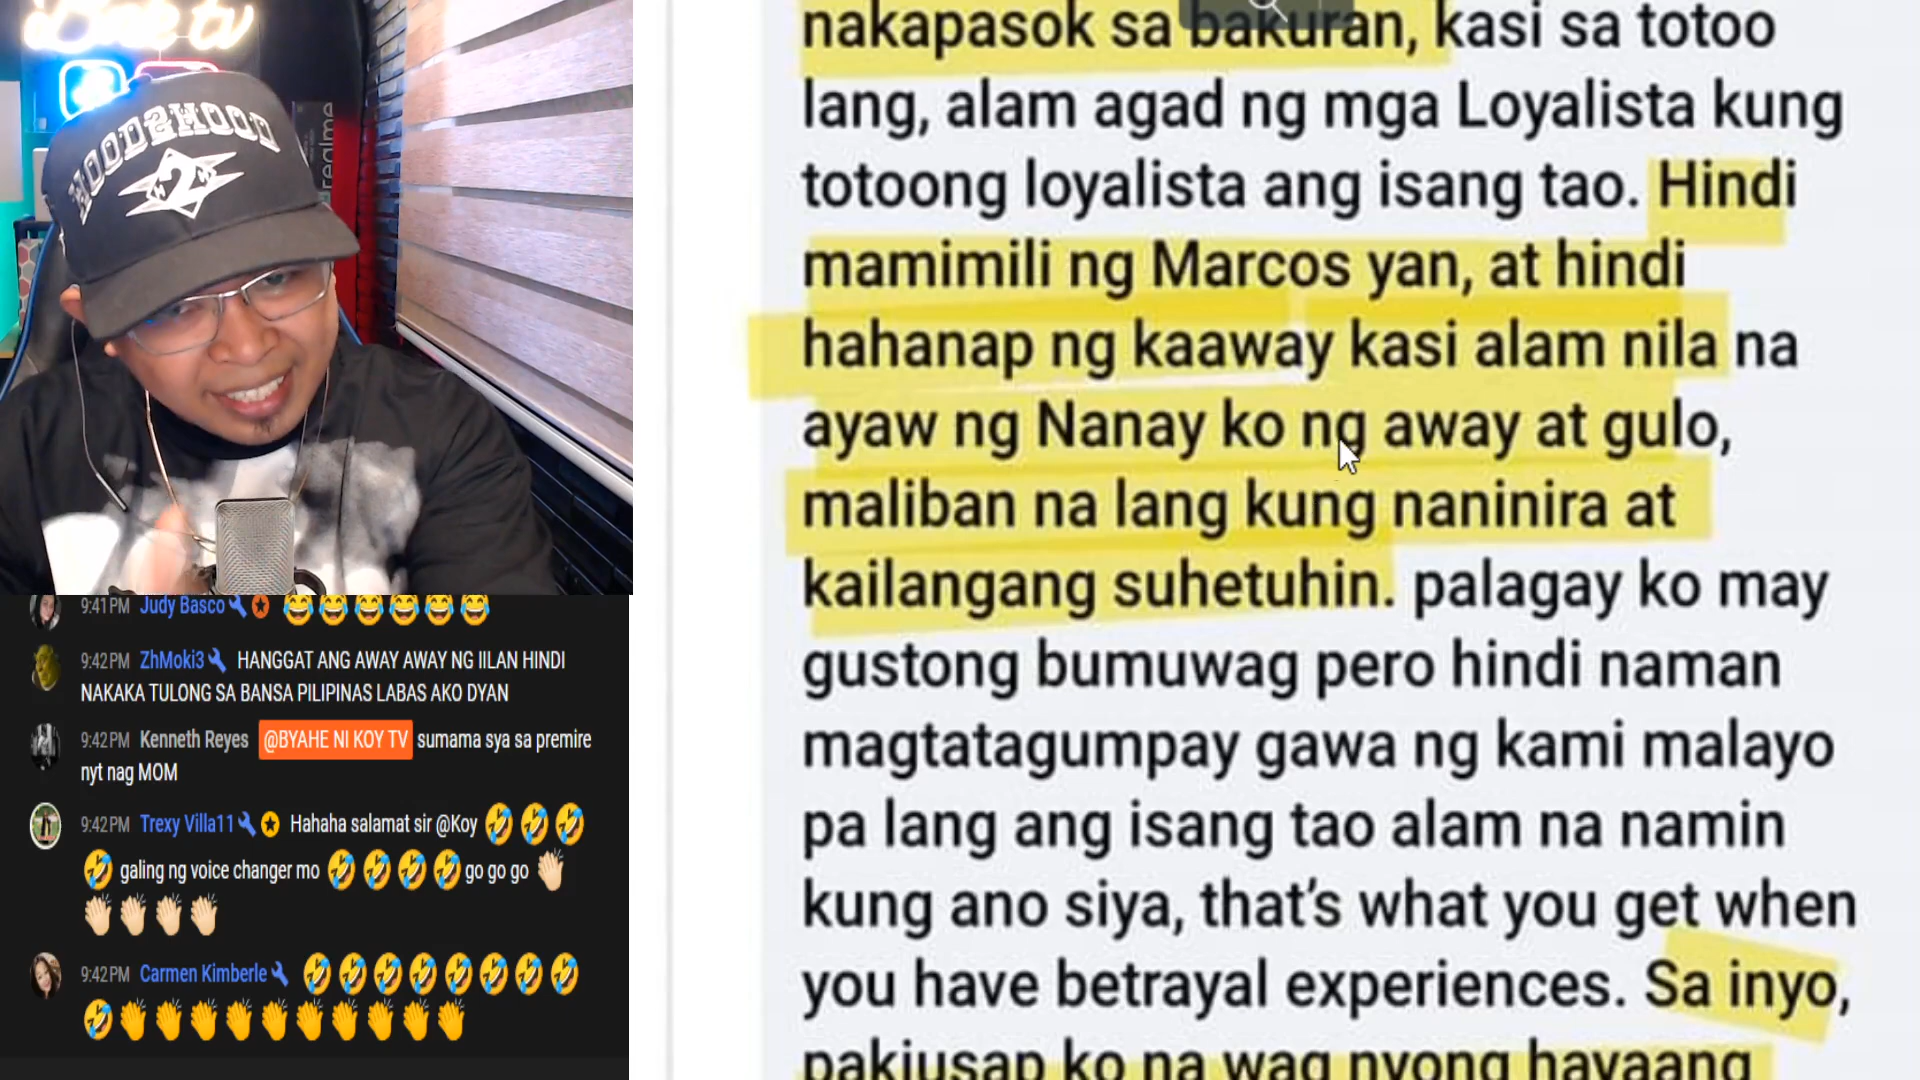 iBak tv
HOOD2HOOD
2
realme
9:41 PM Judy Basco 😂😂😂😂😂😂
9:42 PM ZhMoki3 HANGGAT ANG AWAY AWAY NG IILAN HINDI
NAKAKA TULONG SA BANSA PILIPINAS LABAS AKO DYAN
9:42 PM Kenneth Reyes @BYAHE NI KOY TV sumama sya sa premire
nyt nag MOM
9:42 PM Trexy Villa11 Hahaha salamat sir @Koy 🤣🤣🤣
🤣 galing ng voice changer mo 🤣🤣🤣🤣 go go go 👏🏻
👏🏻👏🏻👏🏻👏🏻
9:42 PM Carmen Kimberle 🤣🤣🤣🤣🤣🤣🤣🤣
🤣👏👏👏👏👏👏👏👏👏👏
nakapasok sa bakuran, kasi sa totoo
lang, alam agad ng mga Loyalista kung
totoong loyalista ang isang tao. Hindi
mamimili ng Marcos yan, at hindi
hahanap ng kaaway kasi alam nila na
ayaw ng Nanay ko ng away at gulo,
maliban na lang kung naninira at
kailangang suhetuhin. palagay ko may
gustong bumuwag pero hindi naman
magtatagumpay gawa ng kami malayo
pa lang ang isang tao alam na namin
kung ano siya, that's what you get when
you have betrayal experiences. Sa inyo,
pakiusap ko na wag nyong hayaang